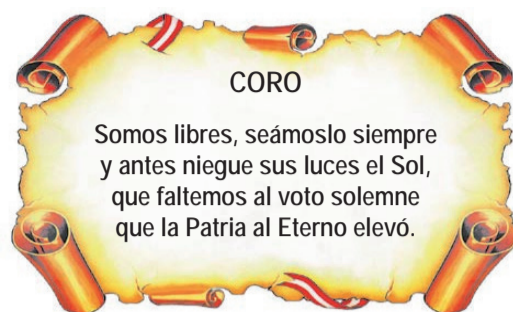 CORO
Somos libres, seámoslo siempre
y antes niegue sus luces el Sol,
que faltemos al voto solemne
que la Patria al Eterno elevó.